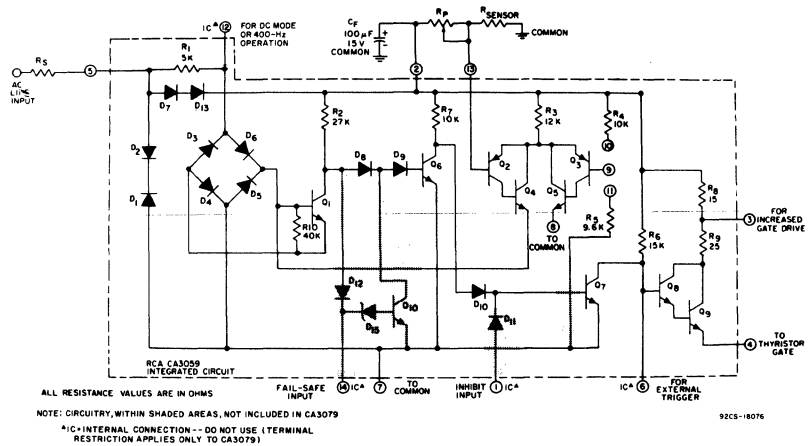 IC▲ 12
FOR DC MODE
OR 400-Hz
OPERATION
CF
100 μF
15 V
COMMON
RP
RSENSOR
COMMON
RS
5
R1
5K
2
13
AC
LINE
INPUT
D7
D13
R2
27K
R7
10K
R3
12K
R4
10K
10
D2
D3
D6
D8
D9
Q6
Q2
Q3
9
D1
D4
D5
Q1
Q4
Q5
11
R8
15
3
FOR
INCREASED
GATE DRIVE
R10
40K
8
TO
COMMON
R5
9.6K
R6
15K
R9
25
D12
D15
Q10
D10
D11
Q7
Q8
Q9
4
TO
THYRISTOR
GATE
RCA CA3059
INTEGRATED CIRCUIT
ALL RESISTANCE VALUES ARE IN OHMS
FAIL-SAFE
INPUT
14 IC▲
7
TO
COMMON
INHIBIT
INPUT
1 IC▲
IC▲ 6
FOR
EXTERNAL
TRIGGER
NOTE: CIRCUITRY, WITHIN SHADED AREAS, NOT INCLUDED IN CA3079
▲IC=INTERNAL CONNECTION--DO NOT USE (TERMINAL
RESTRICTION APPLIES ONLY TO CA3079)
92CS-18076